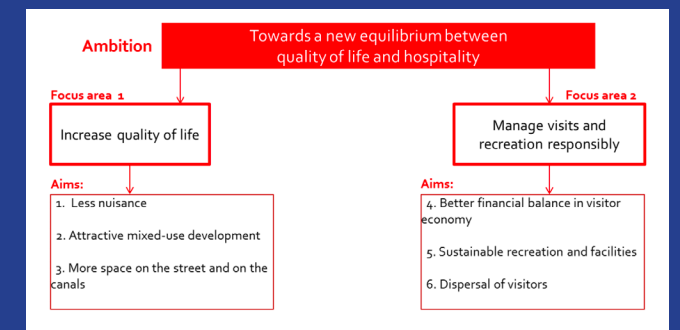 Ambition
Towards a new equilibrium between
quality of life and hospitality
Focus area 1
Increase quality of life
Aims:
1. Less nuisance
2. Attractive mixed-use development
3. More space on the street and on the
canals
Focus area 2
Manage visits and
recreation responsibly
Aims:
4. Better financial balance in visitor
economy
5. Sustainable recreation and facilities
6. Dispersal of visitors